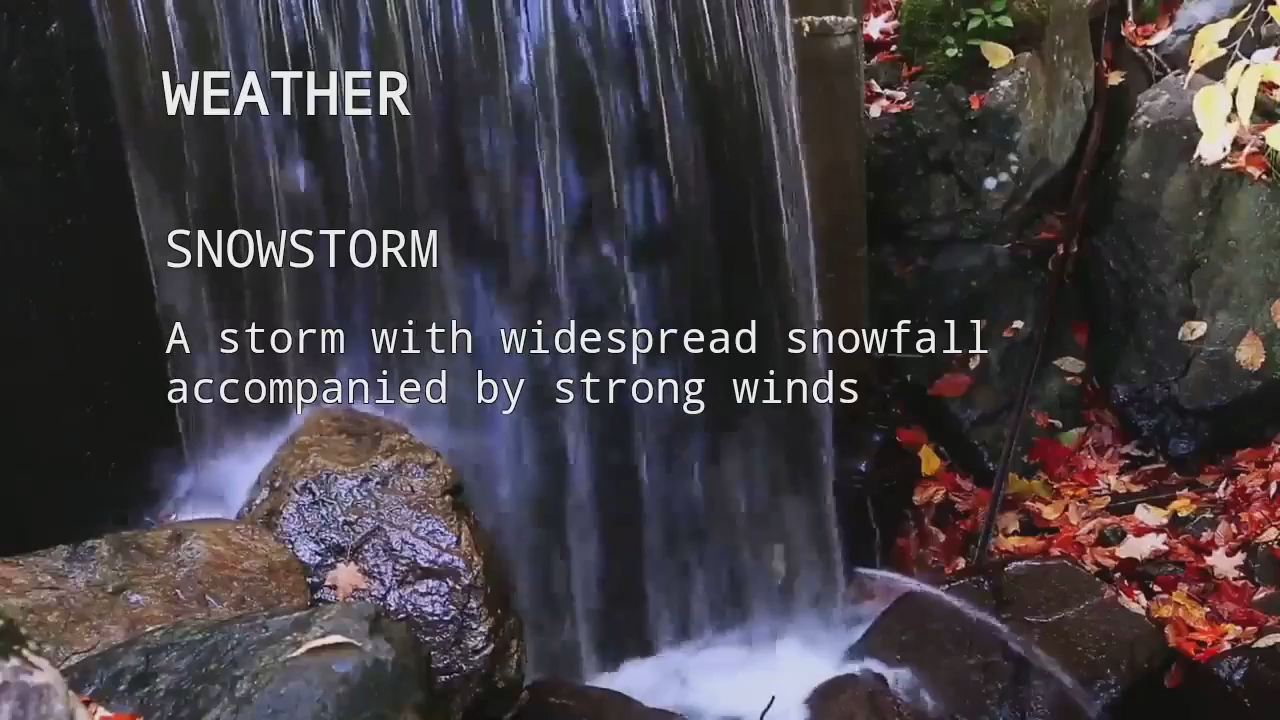 WEATHER
SNOWSTORM
A storm with widespread snowfall
accompanied by strong winds